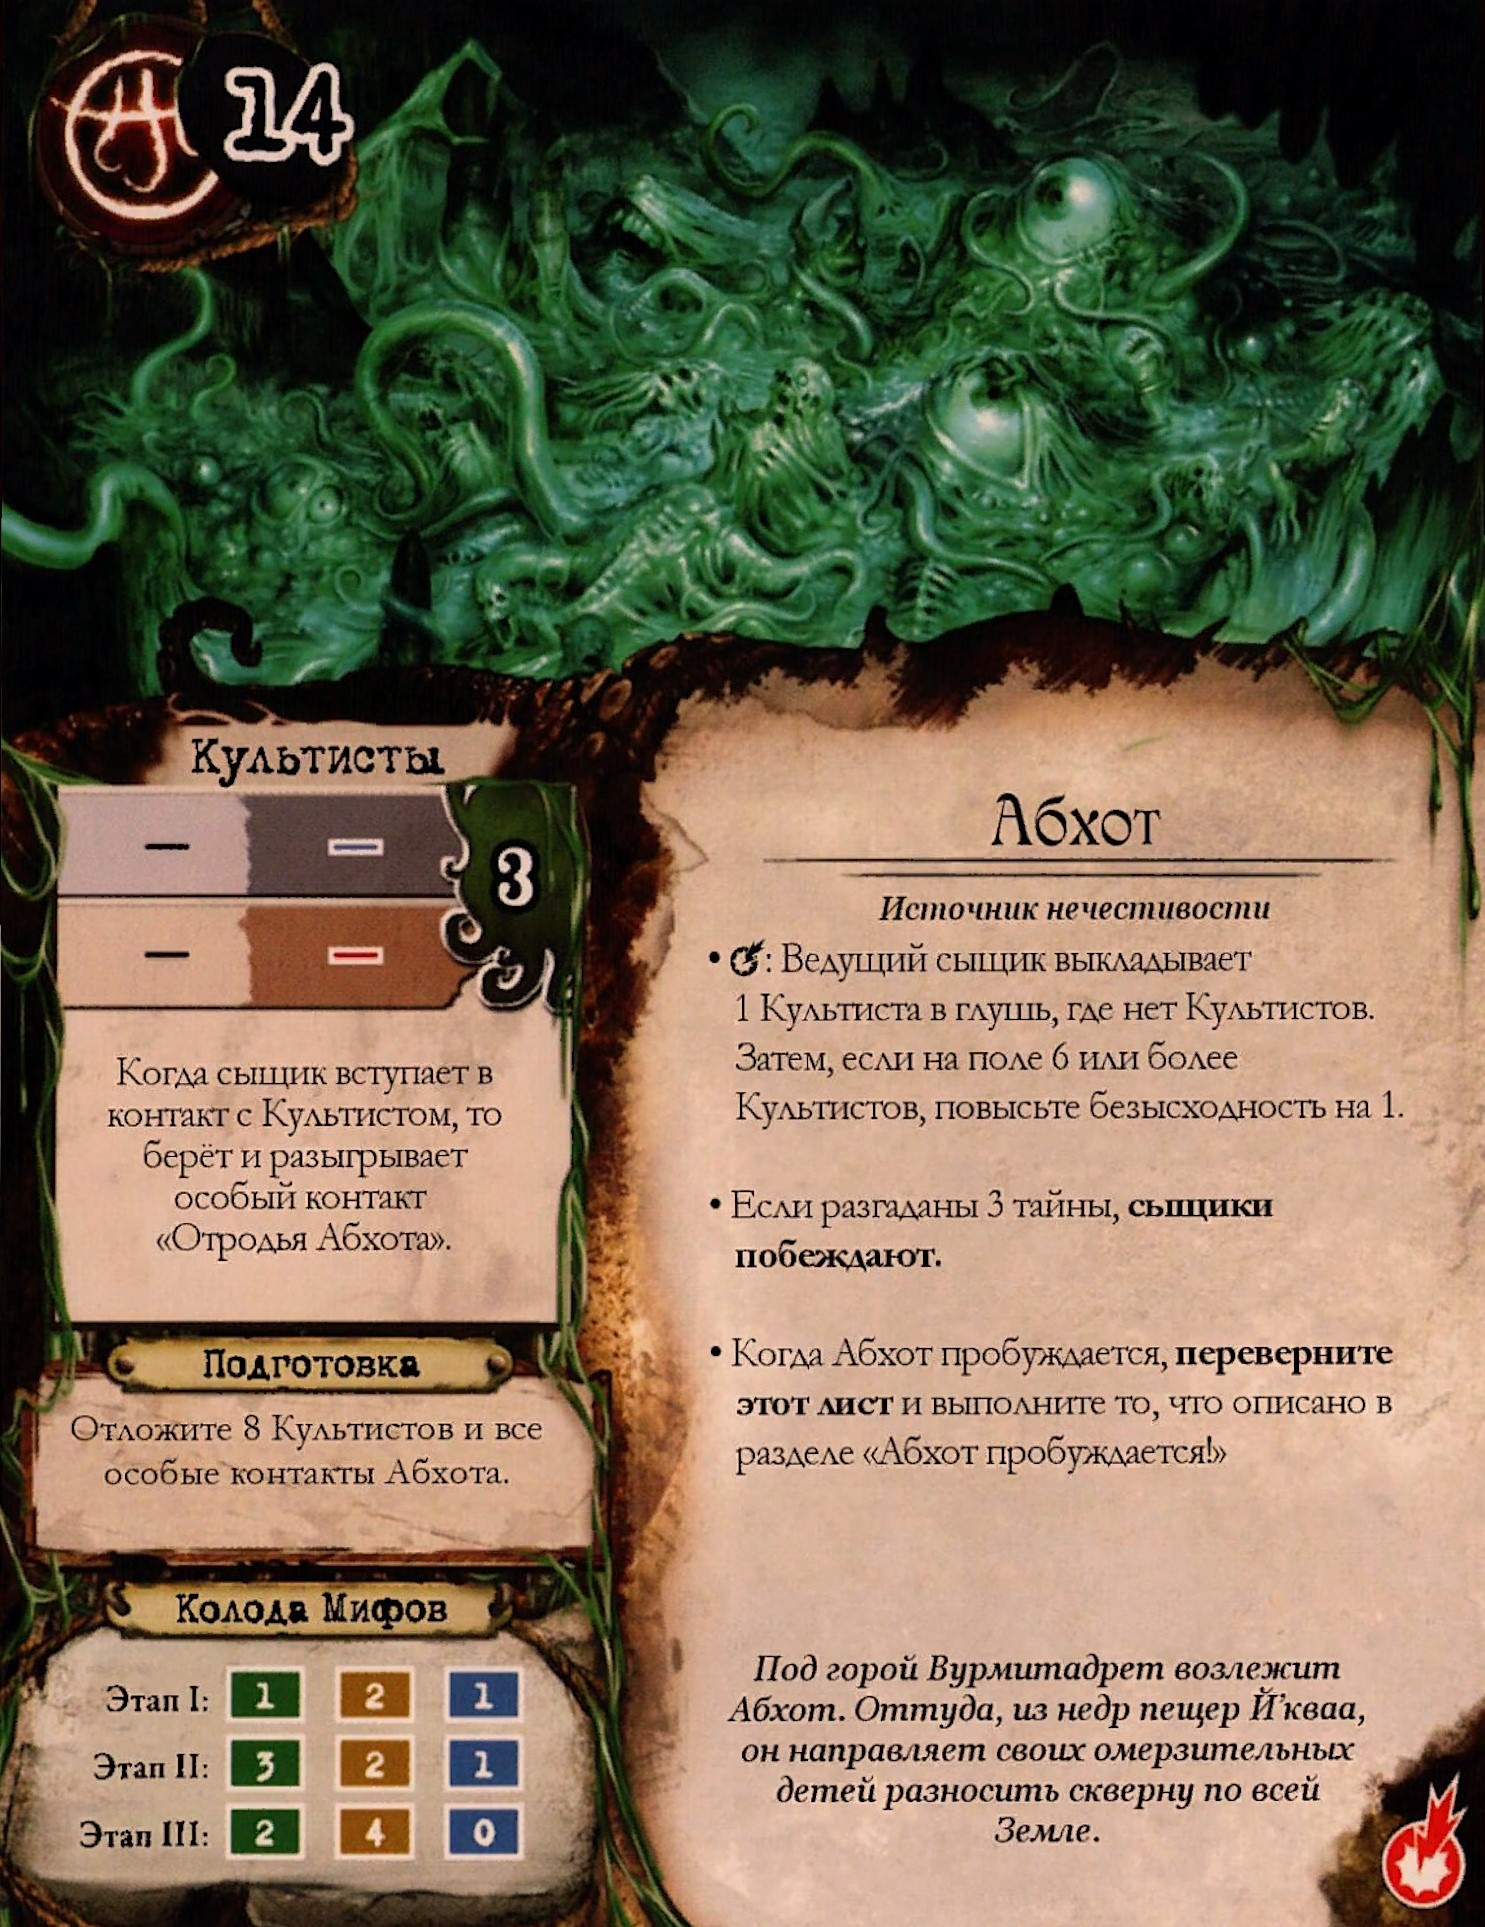 14
Культисты
— —
3
— —
Когда сыщик вступает в
контакт с Культистом, то
берёт и разыгрывает
особый контакт
«Отродья Абхота».
Подготовка
Отложите 8 Культистов и все
особые контакты Абхота.
Колода Мифов
Этап I: 1 2 1
Этап II: 3 2 1
Этап III: 2 4 0
Абхот
Источник нечестивости
• : Ведущий сыщик выкладывает
1 Культиста в глушь, где нет Культистов.
Затем, если на поле 6 или более
Культистов, повысьте безысходность на 1.
• Если разгаданы 3 тайны, сыщики
побеждают.
• Когда Абхот пробуждается, переверните
этот лист и выполните то, что описано в
разделе «Абхот пробуждается!»
Под горой Вурмитадрет возлежит
Абхот. Оттуда, из недр пещер Й’кваа,
он направляет своих омерзительных
детей разносить скверну по всей
Земле.